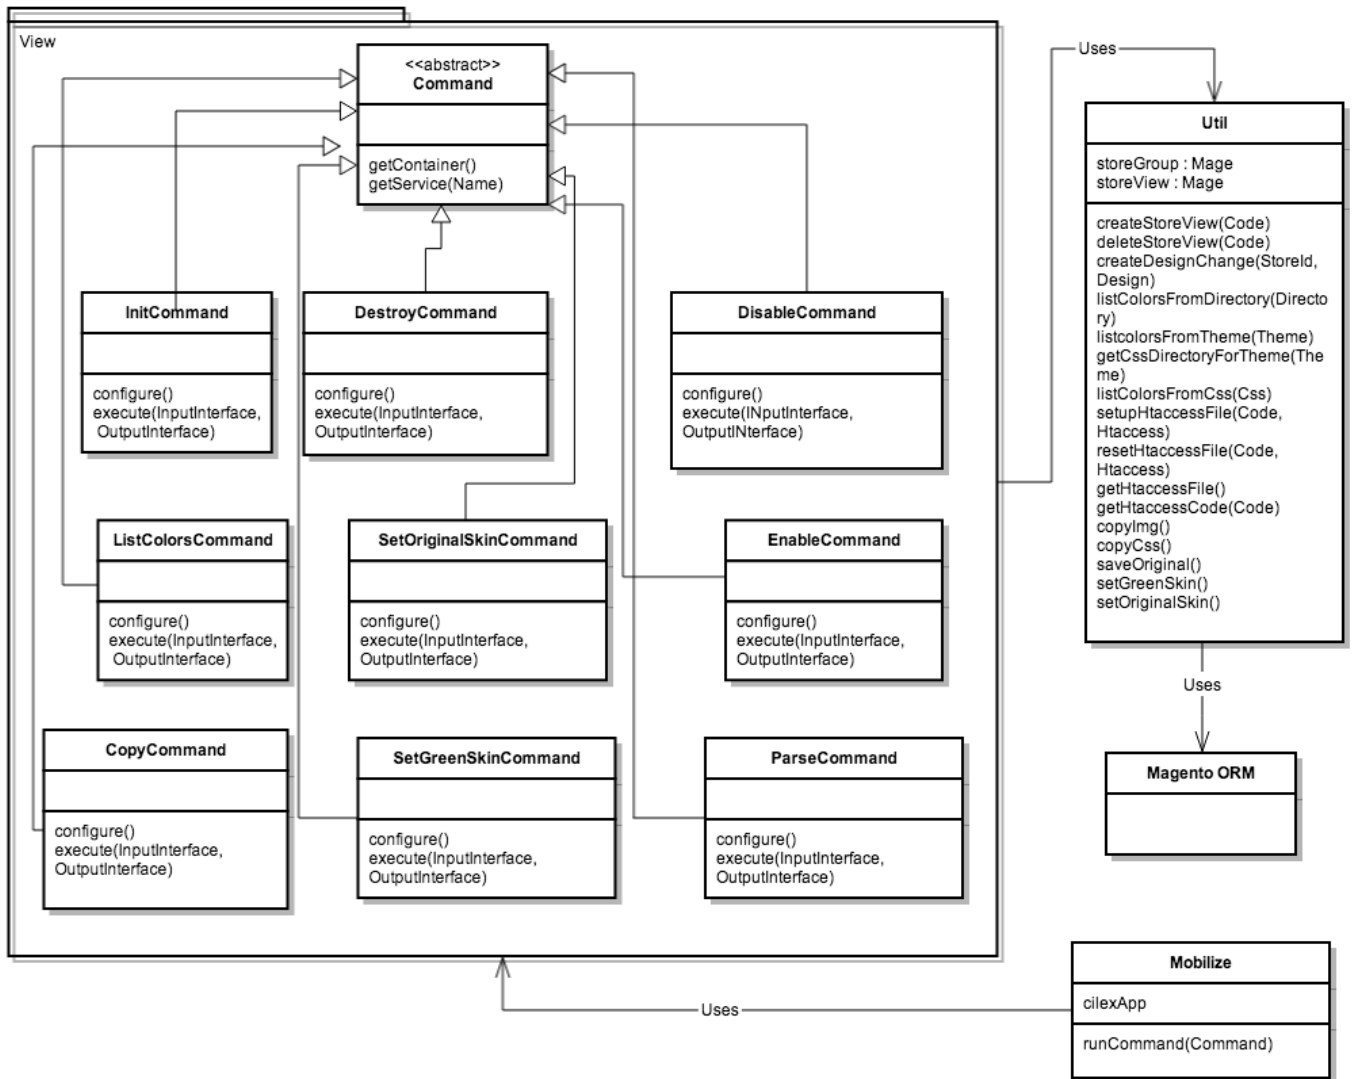 View
<<abstract>>
Command
getContainer()
getService(Name)
InitCommand
configure()
execute(InputInterface,
OutputInterface)
DestroyCommand
configure()
execute(InputInterface,
OutputInterface)
DisableCommand
configure()
execute(INputInterface,
OutputINterface)
ListColorsCommand
configure()
execute(InputInterface,
OutputInterface)
SetOriginalSkinCommand
configure()
execute(InputInterface,
OutputInterface)
EnableCommand
configure()
execute(InputInterface,
OutputInterface)
CopyCommand
configure()
execute(InputInterface,
OutputInterface)
SetGreenSkinCommand
configure()
execute(InputInterface,
OutputInterface)
ParseCommand
configure()
execute(InputInterface,
OutputInterface)
Uses
Util
storeGroup : Mage
storeView : Mage
createStoreView(Code)
deleteStoreView(Code)
createDesignChange(StoreId,
Design)
listColorsFromDirectory(Directo
ry)
listcolorsFromTheme(Theme)
getCssDirectoryForTheme(The
me)
listColorsFromCss(Css)
setupHtaccessFile(Code,
Htaccess)
resetHtaccessFile(Code,
Htaccess)
getHtaccessFile()
getHtaccessCode(Code)
copyImg()
copyCss()
saveOriginal()
setGreenSkin()
setOriginalSkin()
Uses
Magento ORM
Uses
Mobilize
cilexApp
runCommand(Command)